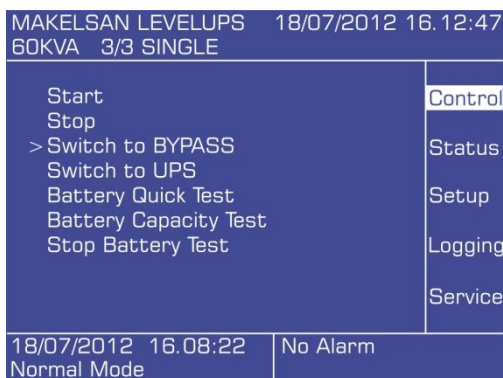 MAKELSAN LEVELUPS 18/07/2012 16.12:47
60KVA 3/3 SINGLE
Start
Stop
> Switch to BYPASS
Switch to UPS
Battery Quick Test
Battery Capacity Test
Stop Battery Test
Control
Status
Setup
Logging
Service
18/07/2012 16.08:22
Normal Mode
No Alarm